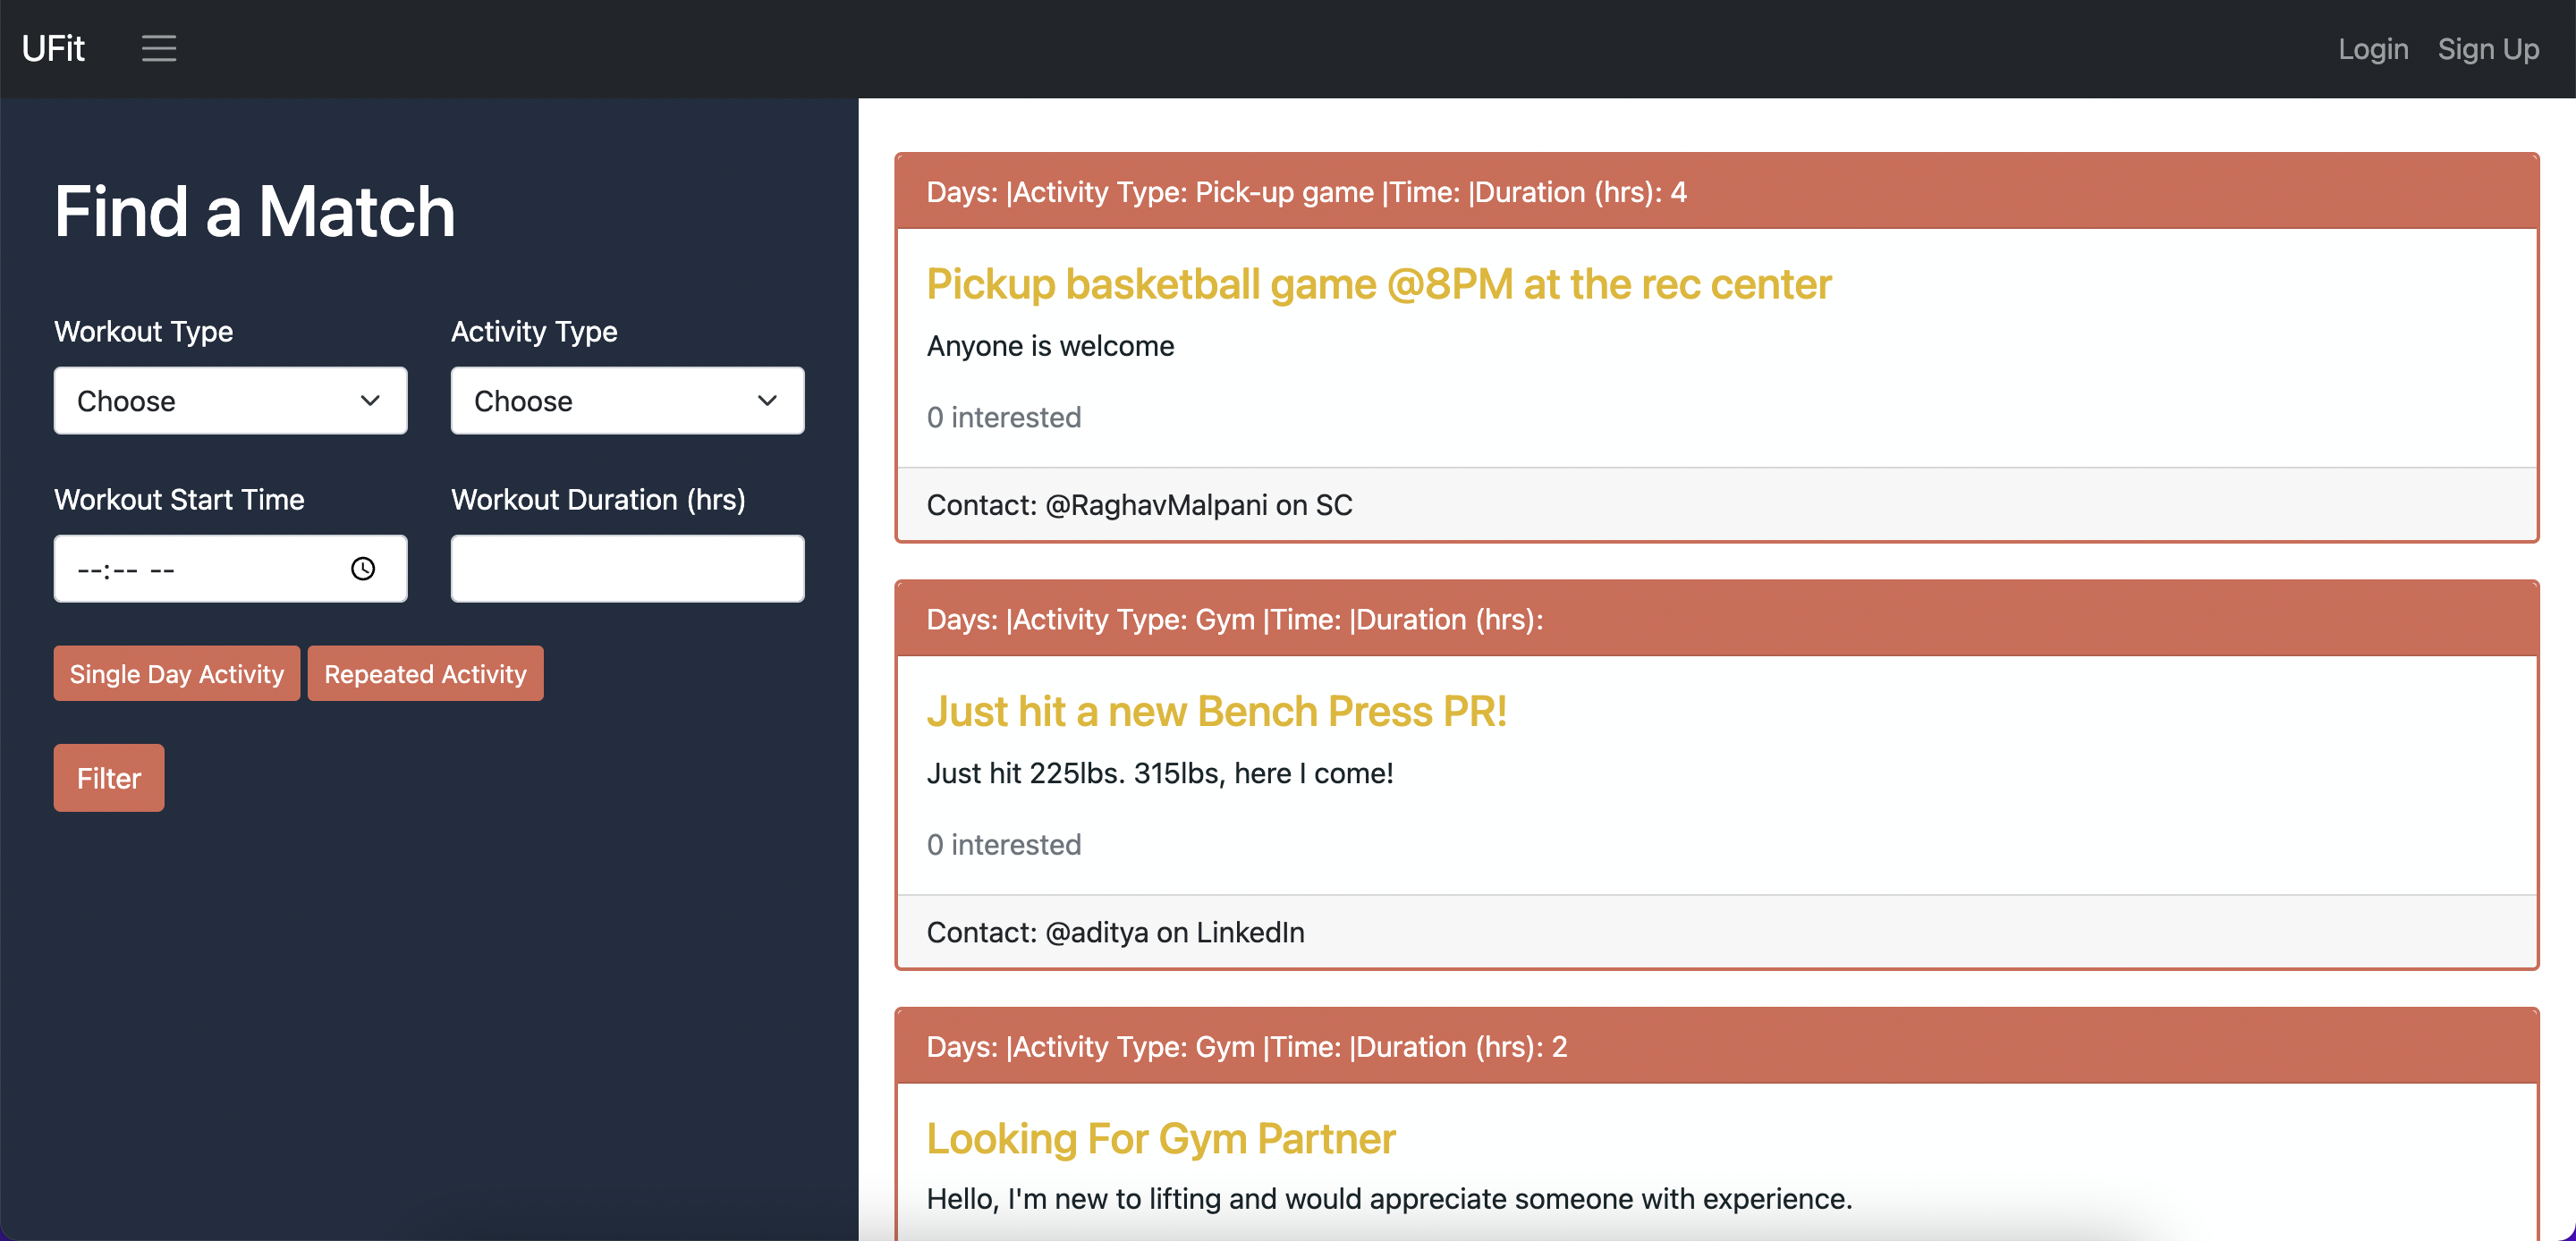 UFit
Login Sign Up
Find a Match
Workout Type
Activity Type
Choose
Choose
Workout Start Time
Workout Duration (hrs)
--:-- --
Single Day Activity
Repeated Activity
Filter
Days: |Activity Type: Pick-up game |Time: |Duration (hrs): 4
Pickup basketball game @8PM at the rec center
Anyone is welcome
0 interested
Contact: @RaghavMalpani on SC
Days: |Activity Type: Gym |Time: |Duration (hrs):
Just hit a new Bench Press PR!
Just hit 225lbs. 315lbs, here I come!
0 interested
Contact: @aditya on LinkedIn
Days: |Activity Type: Gym |Time: |Duration (hrs): 2
Looking For Gym Partner
Hello, I'm new to lifting and would appreciate someone with experience.